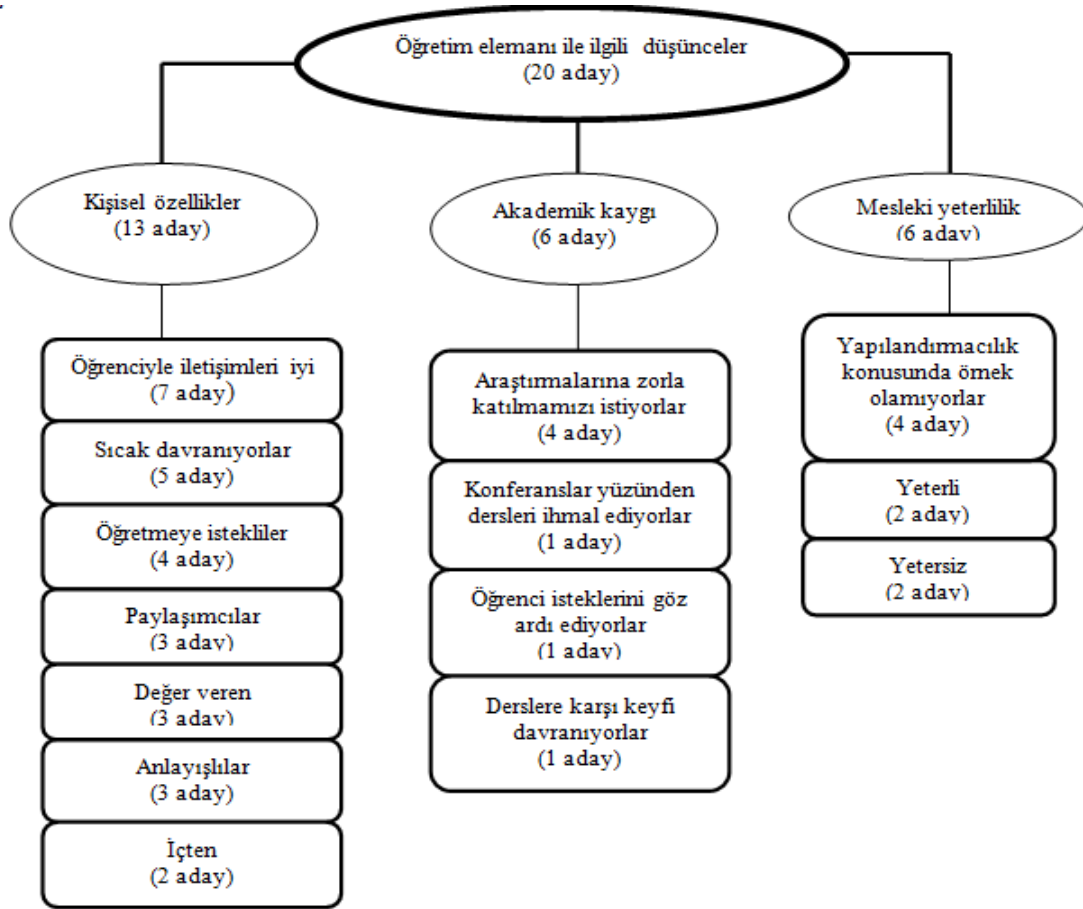 Öğretim elemanı ile ilgili düşünceler
(20 aday)
Kişisel özellikler
(13 aday)
Öğrenciyle iletişimleri iyi
(7 aday)
Sıcak davranıyorlar
(5 aday)
Öğretmeye istekliler
(4 aday)
Paylaşımcılar
(3 aday)
Değer veren
(3 aday)
Anlayışlılar
(3 aday)
İçten
(2 aday)
Akademik kaygı
(6 aday)
Araştırmalarına zorla
katılmamızı istiyorlar
(4 aday)
Konferanslar yüzünden
dersleri ihmal ediyorlar
(1 aday)
Öğrenci isteklerini göz
ardı ediyorlar
(1 aday)
Derslere karşı keyfi
davranıyorlar
(1 aday)
Mesleki yeterlilik
(6 aday)
Yapılandırmacılık
konusunda örnek
olamıyorlar
(4 aday)
Yeterli
(2 aday)
Yetersiz
(2 aday)